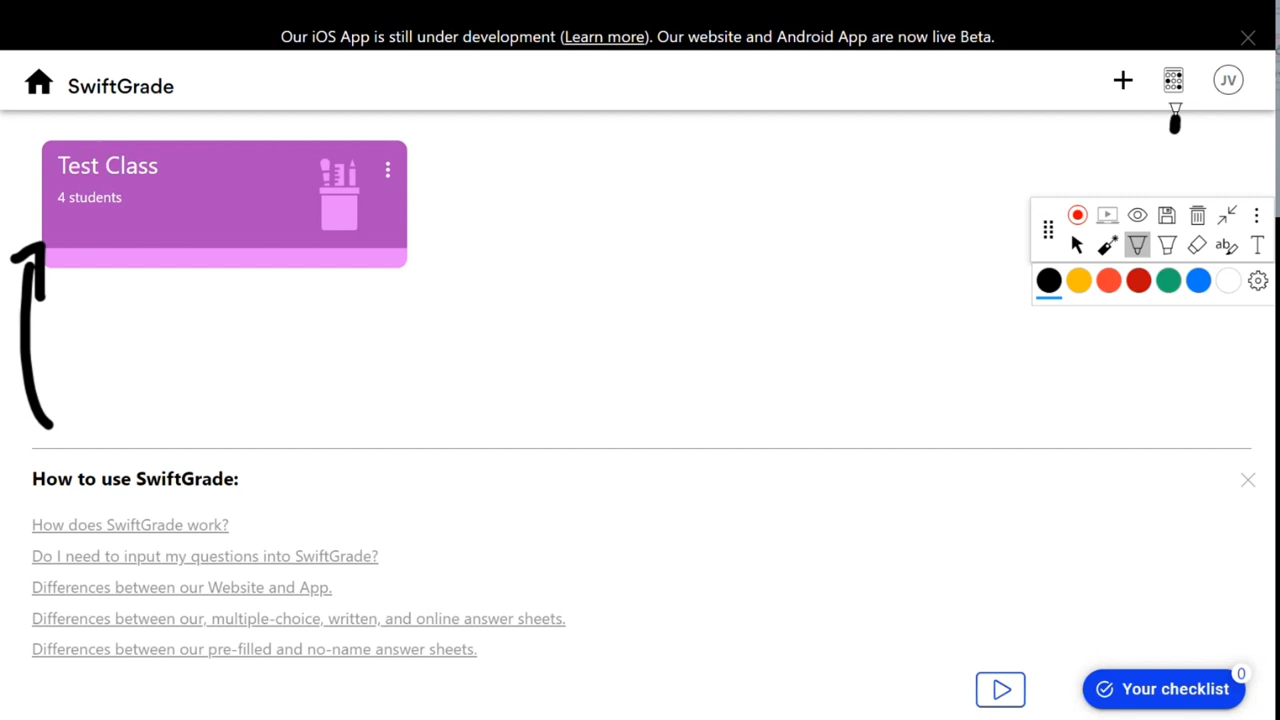 Our iOS App is still under development (Learn more). Our website and Android App are now live Beta.
SwiftGrade
JV
Test Class
4 students
ab
T
How to use SwiftGrade:
How does SwiftGrade work?
Do I need to input my questions into SwiftGrade?
Differences between our Website and App.
Differences between our, multiple-choice, written, and online answer sheets.
Differences between our pre-filled and no-name answer sheets.
0
Your checklist